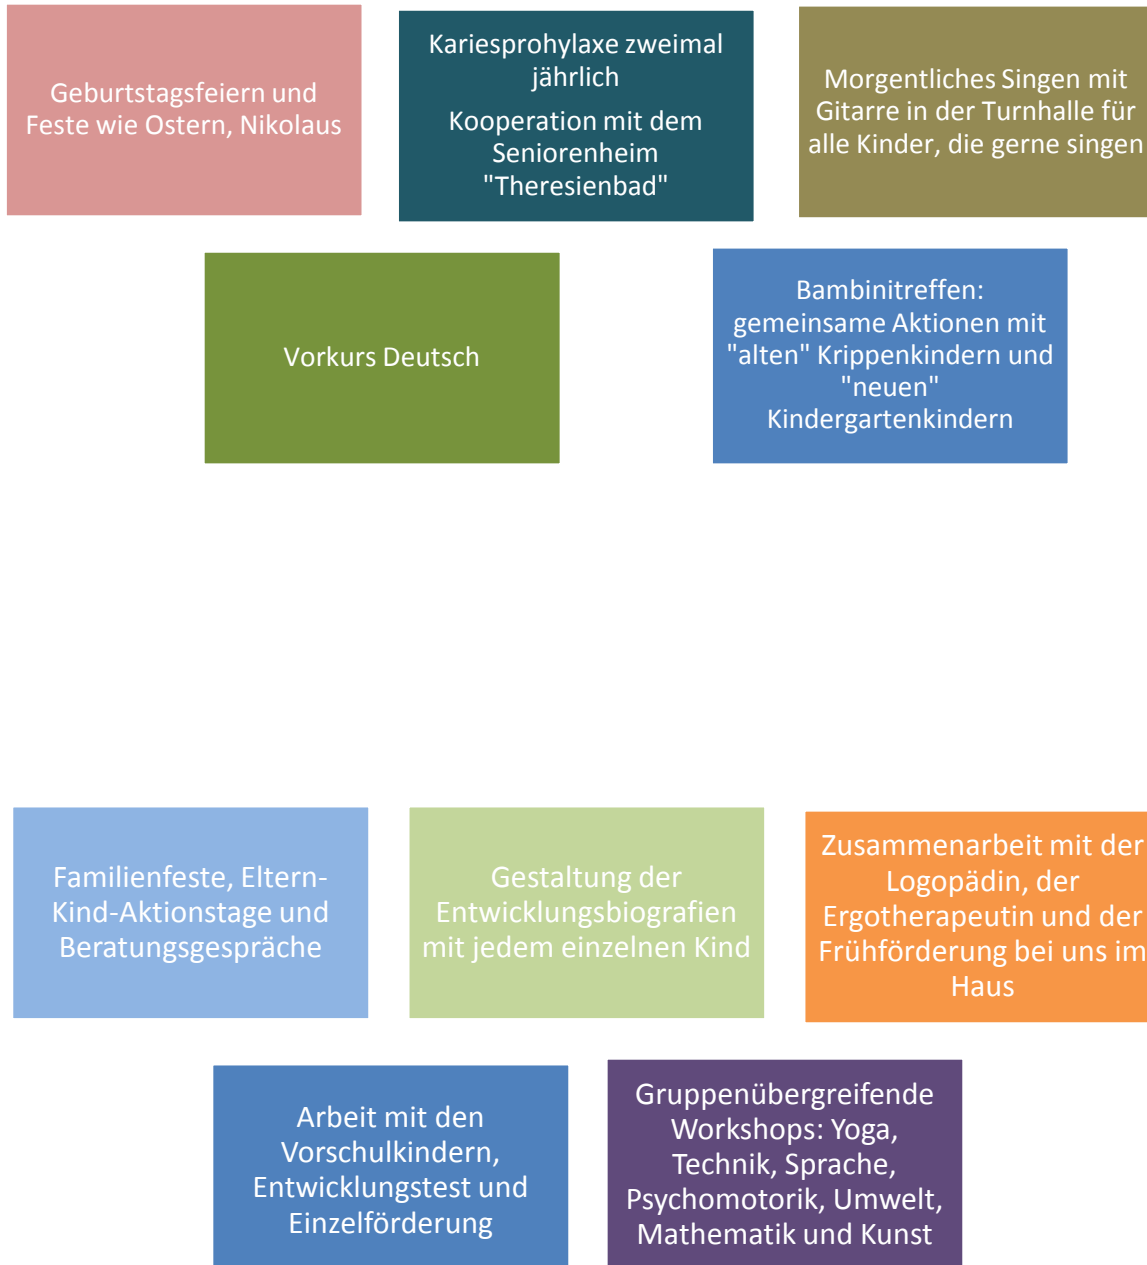 Geburtstagsfeiern und
Feste wie Ostern, Nikolaus
Kariesprohylaxe zweimal
jährlich
Kooperation mit dem
Seniorenheim
"Theresienbad"
Morgentliches Singen mit
Gitarre in der Turnhalle für
alle Kinder, die gerne singen
Vorkurs Deutsch
Bambinitreffen:
gemeinsame Aktionen mit
"alten" Krippenkindern und
"neuen"
Kindergartenkindern
Familienfeste, Eltern-
Kind-Aktionstage und
Beratungsgespräche
Gestaltung der
Entwicklungsbiografien
mit jedem einzelnen Kind
Zusammenarbeit mit der
Logopädin, der
Ergotherapeutin und der
Frühförderung bei uns im
Haus
Arbeit mit den
Vorschulkindern,
Entwicklungstest und
Einzelförderung
Gruppenübergreifende
Workshops: Yoga,
Technik, Sprache,
Psychomotorik, Umwelt,
Mathematik und Kunst